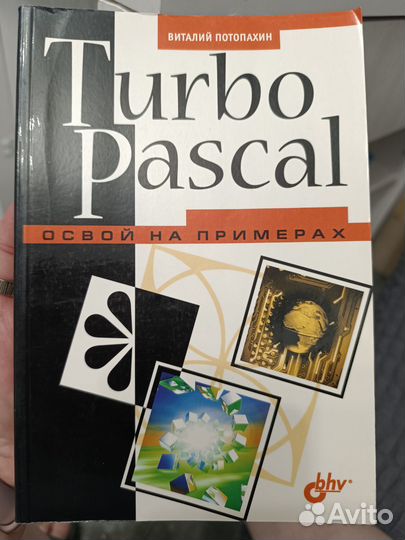 ВИТАЛИЙ ПОТОПАХИН
Turbo
Pascal
ОСВОЙ НА ПРИМЕРАХ
bhv®
Avito